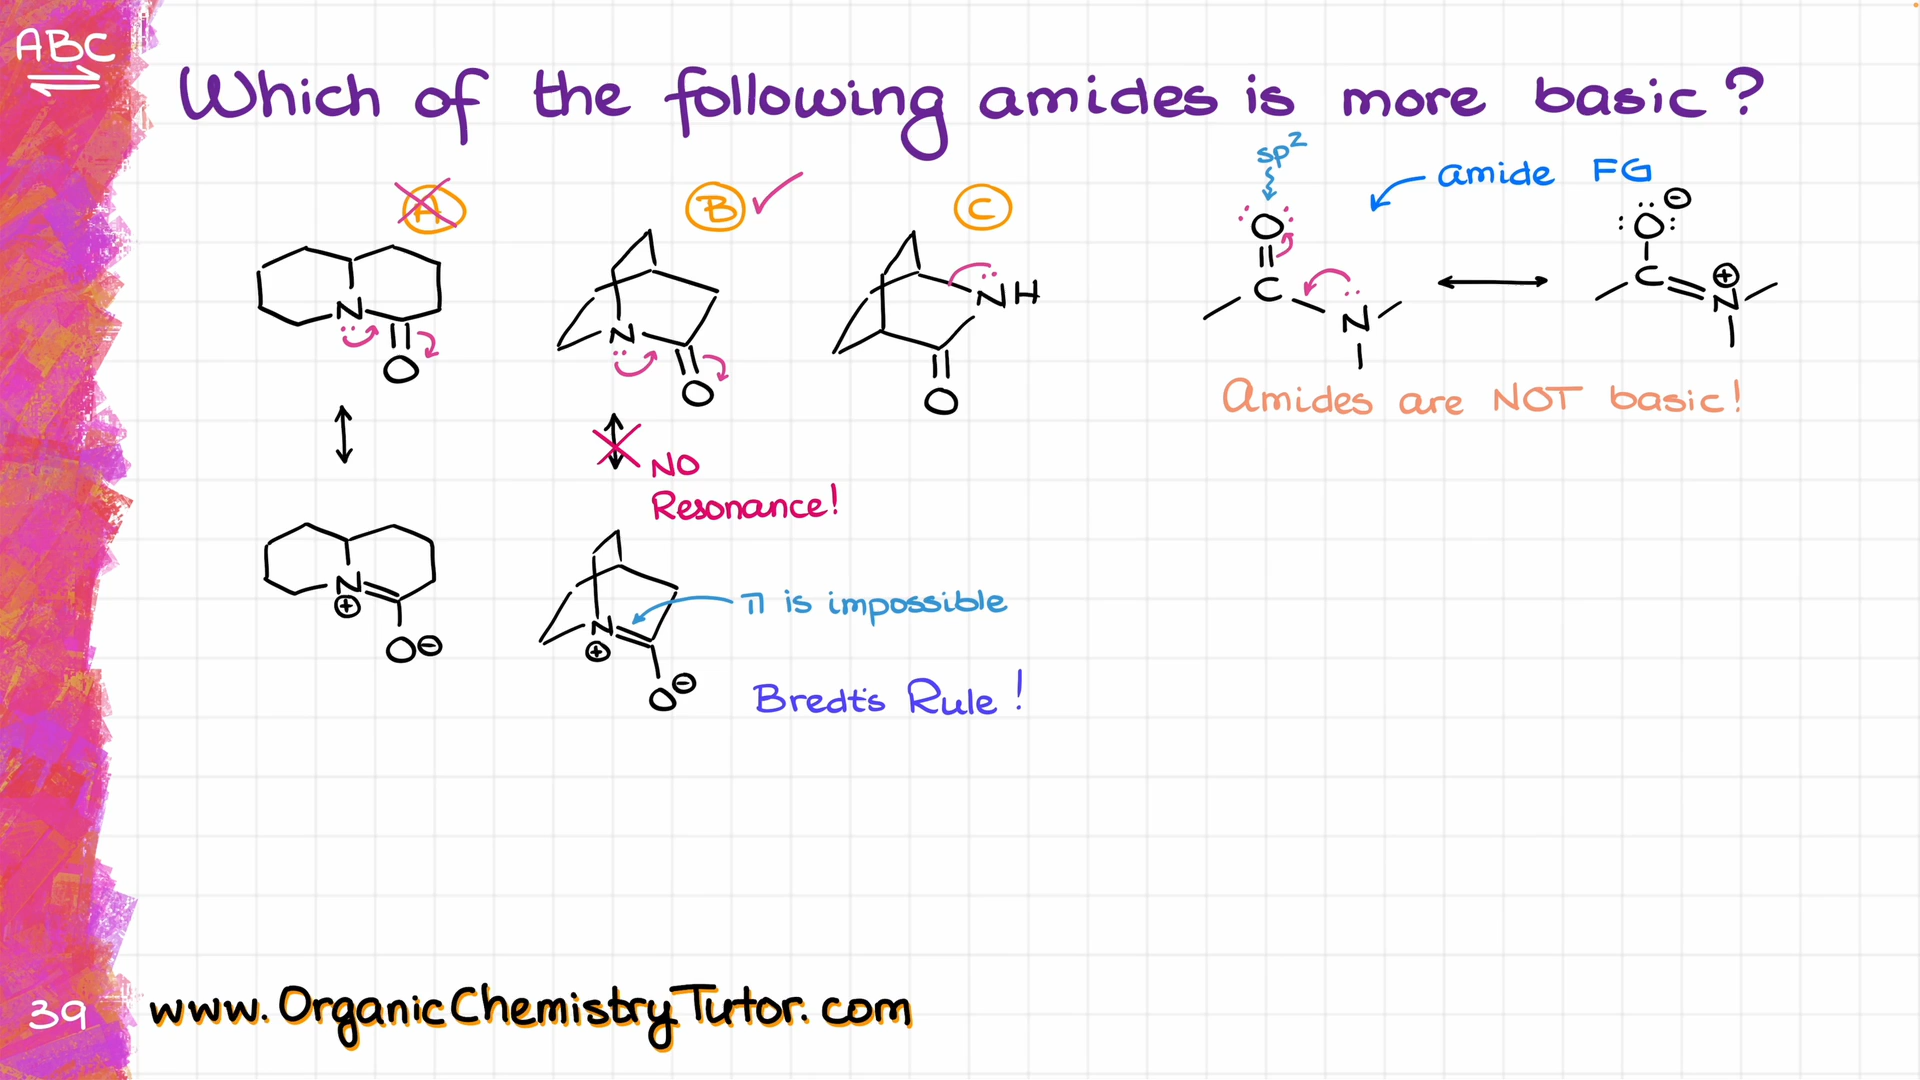 ABC
Which of the following amides is more basic?
A
B
C
sp²
amide FG
N
O
N
O
NH
O
O
C
N
⊖
O
C
⊕
N
Amides are NOT basic!
NO
Resonance!
N
⊕
O⊖
N
⊕
O⊖
π is impossible
Bredt's Rule!
39
www.OrganicChemistryTutor.com